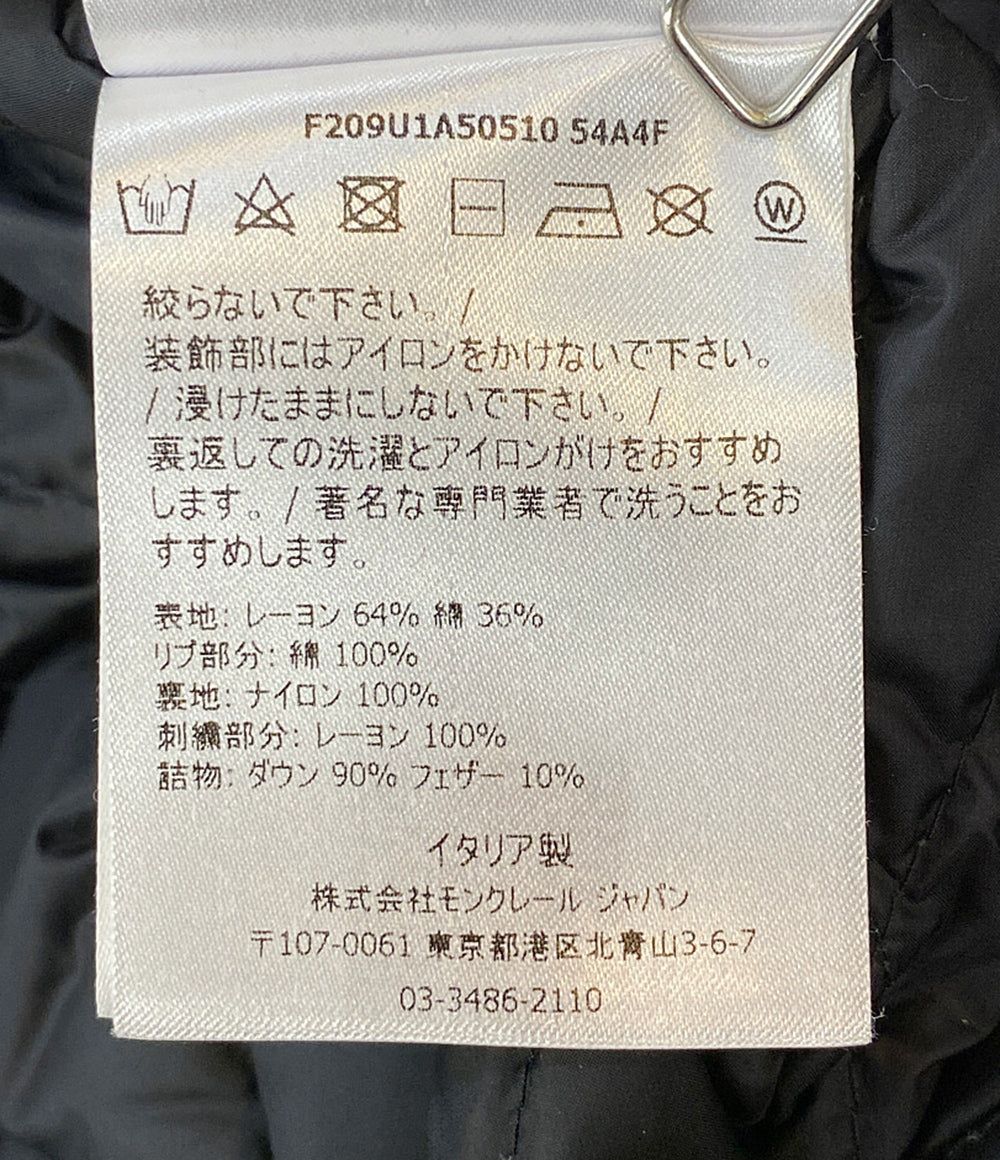 F209U1A50510 54A4F
W
絞らないで下さい。/
装飾部にはアイロンをかけないで下さい。
/ 浸けたままにしないで下さい。/
裏返しての洗濯とアイロンがけをおすすめ
します。/ 著名な専門業者で洗うことをお
すすめします。
表地: レーヨン 64% 綿 36%
リブ部分: 綿 100%
裏地: ナイロン 100%
刺繍部分: レーヨン 100%
詰物: ダウン 90% フェザー 10%
イタリア製
株式会社モンクレール ジャパン
〒107-0061 東京都港区北青山3-6-7
03-3486-2110